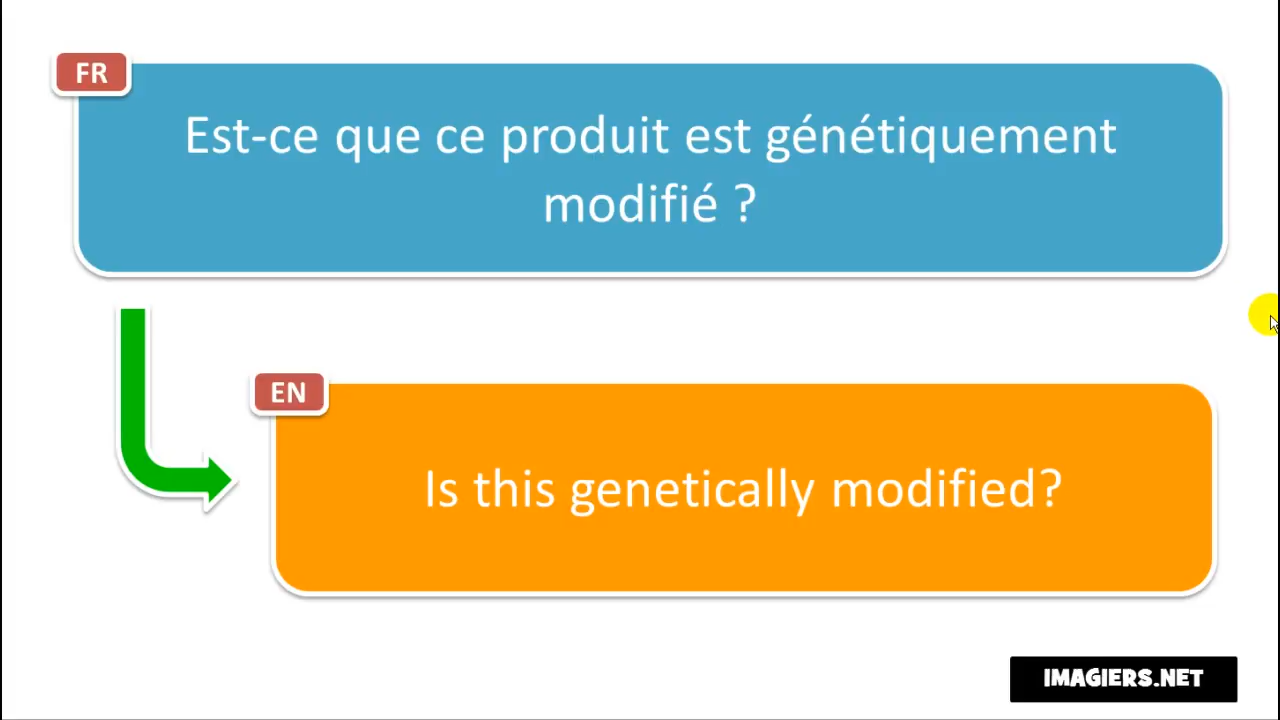 FR
Est-ce que ce produit est génétiquement
modifié ?
EN
Is this genetically modified?
IMAGIERS.NET